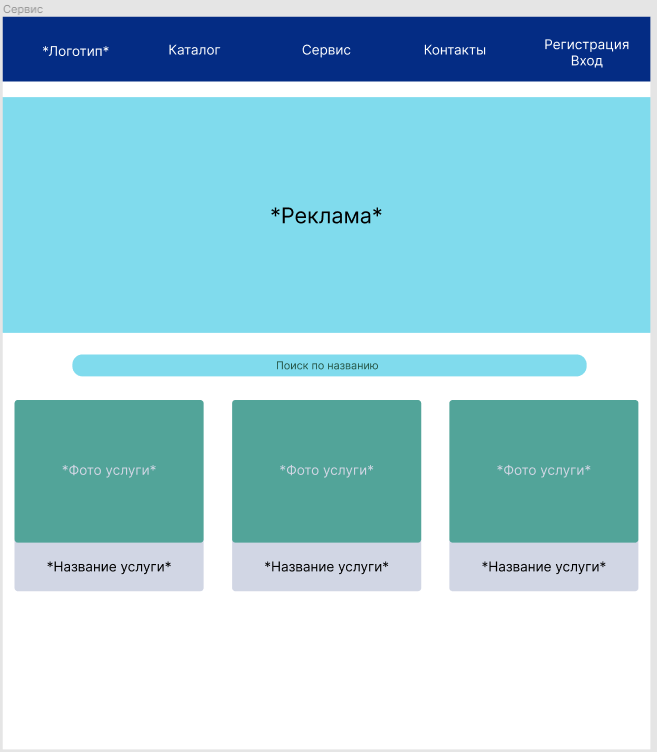 Сервис
*Логотип*
Каталог
Сервис
Контакты
Регистрация
Вход
*Реклама*
Поиск по названию
*Фото услуги*
*Фото услуги*
*Фото услуги*
*Название услуги*
*Название услуги*
*Название услуги*